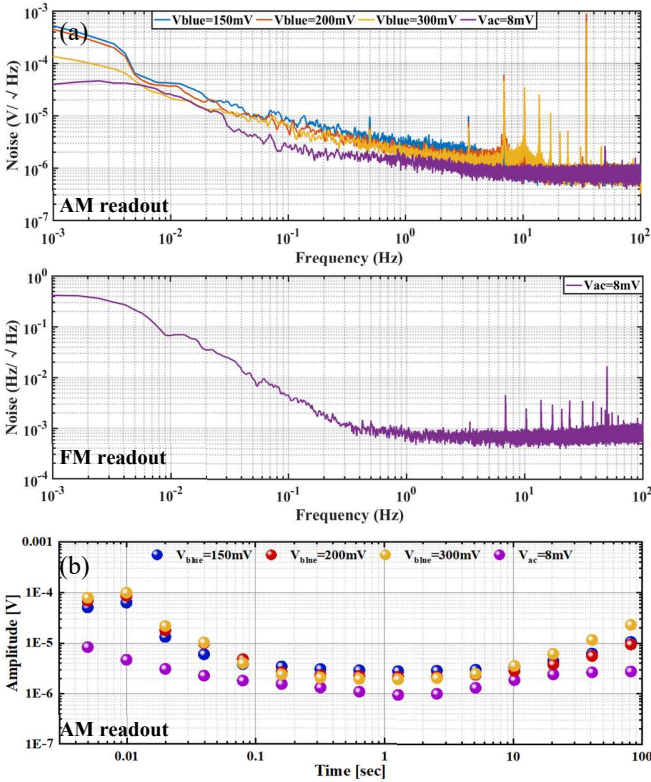 (a)
Vblue=150mV Vblue=200mV Vblue=300mV Vac=8mV
10^-3
10^-4
10^-5
10^-6
10^-7
Noise (V/√Hz)
AM readout
10^-3 10^-2 10^-1 10^0 10^1 10^2
Frequency (Hz)
Vac=8mV
10^0
10^-1
10^-2
10^-3
10^-4
Noise (Hz/√Hz)
FM readout
10^-3 10^-2 10^-1 10^0 10^1 10^2
Frequency (Hz)
(b)
V_blue=150mV V_blue=200mV V_blue=300mV V_ac=8mV
0.001
1E-4
1E-5
1E-6
1E-7
Amplitude [V]
AM readout
0.01 0.1 1 10 100
Time [sec]